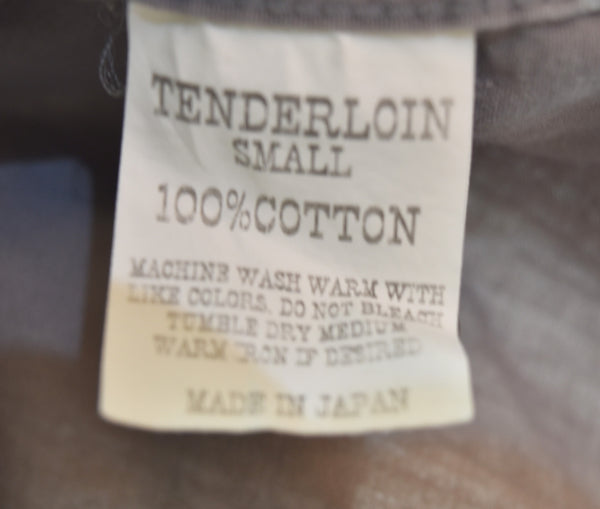 TENDERLOIN
SMALL
100%COTTON
MACHINE WASH WARM WITH
LIKE COLORS. DO NOT BLEACH
TUMBLE DRY MEDIUM
WARM IRON IF DESIRED
MADE IN JAPAN